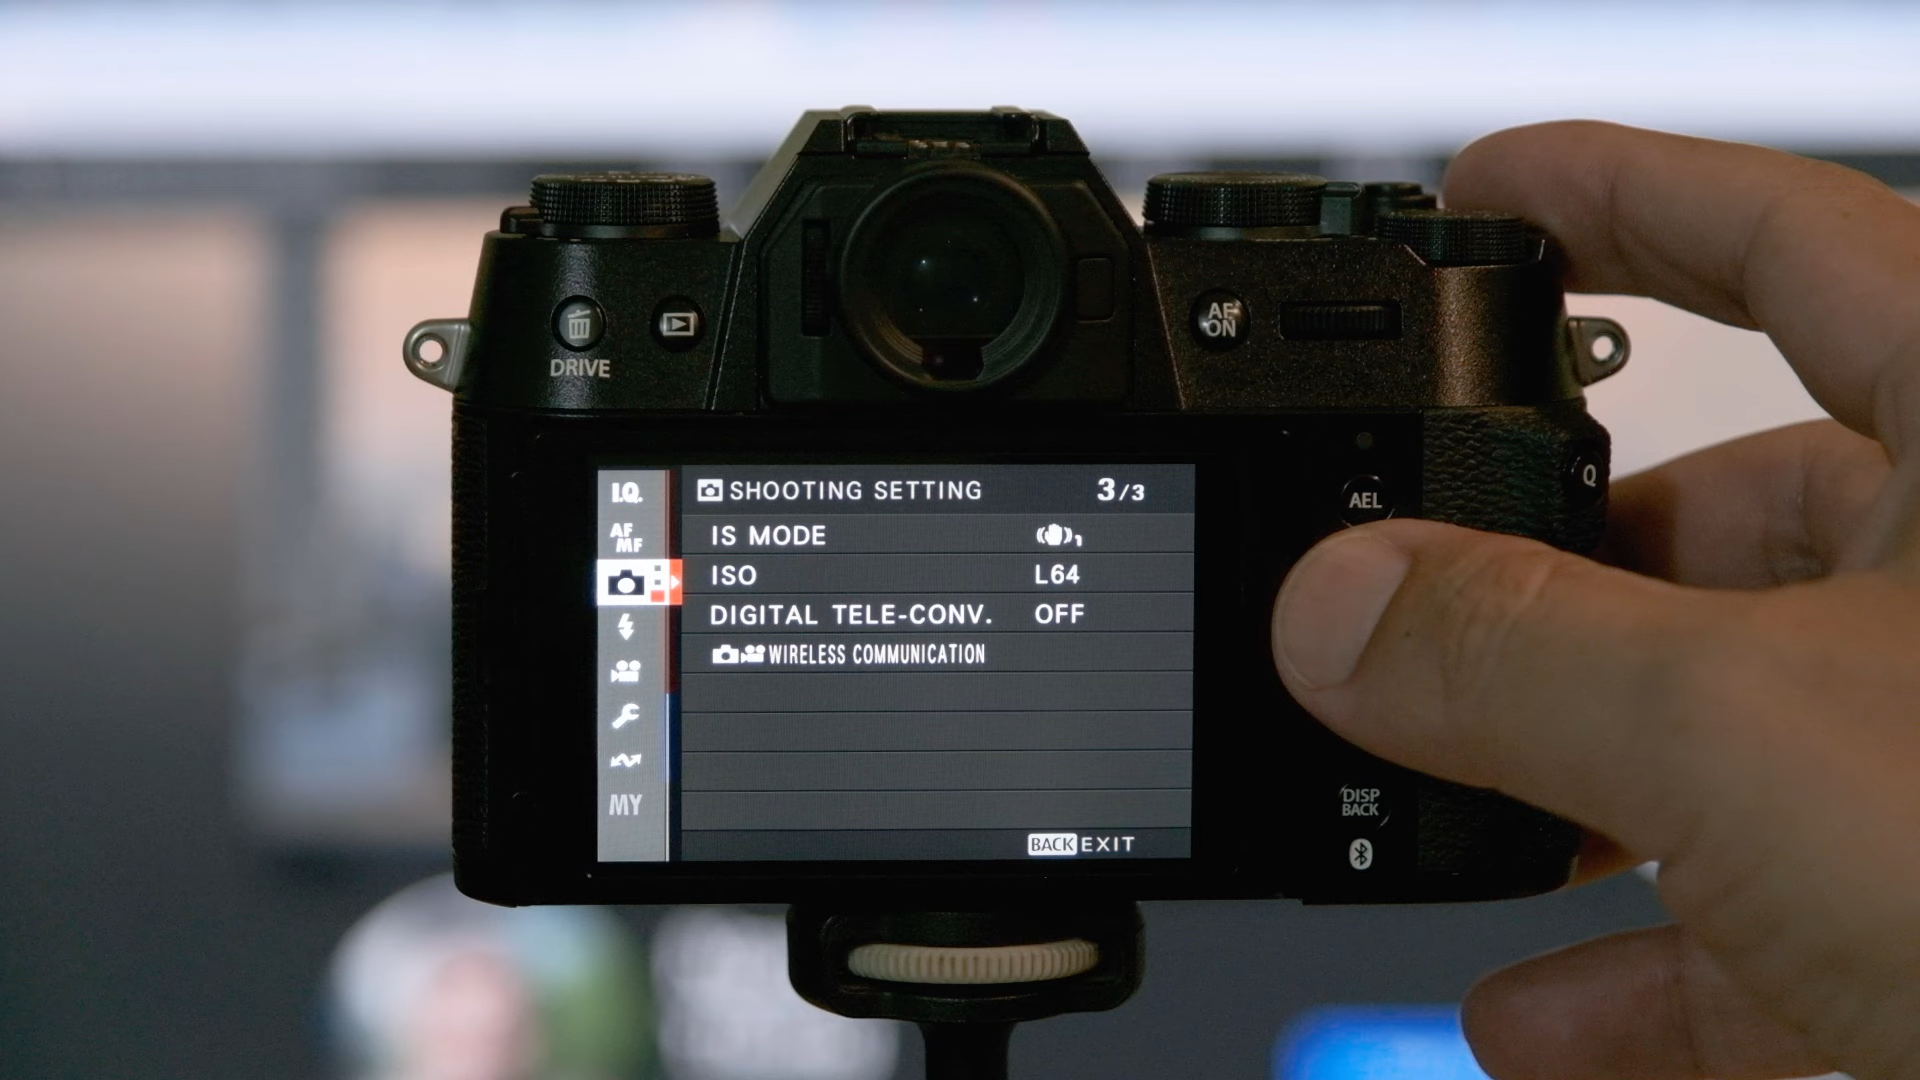 DRIVE
AF
ON
AEL
Q
I.Q.
SHOOTING SETTING 3/3
AF
MF
IS MODE 1
ISO L64
DIGITAL TELE-CONV. OFF
WIRELESS COMMUNICATION
MY
BACK EXIT
DISP
BACK